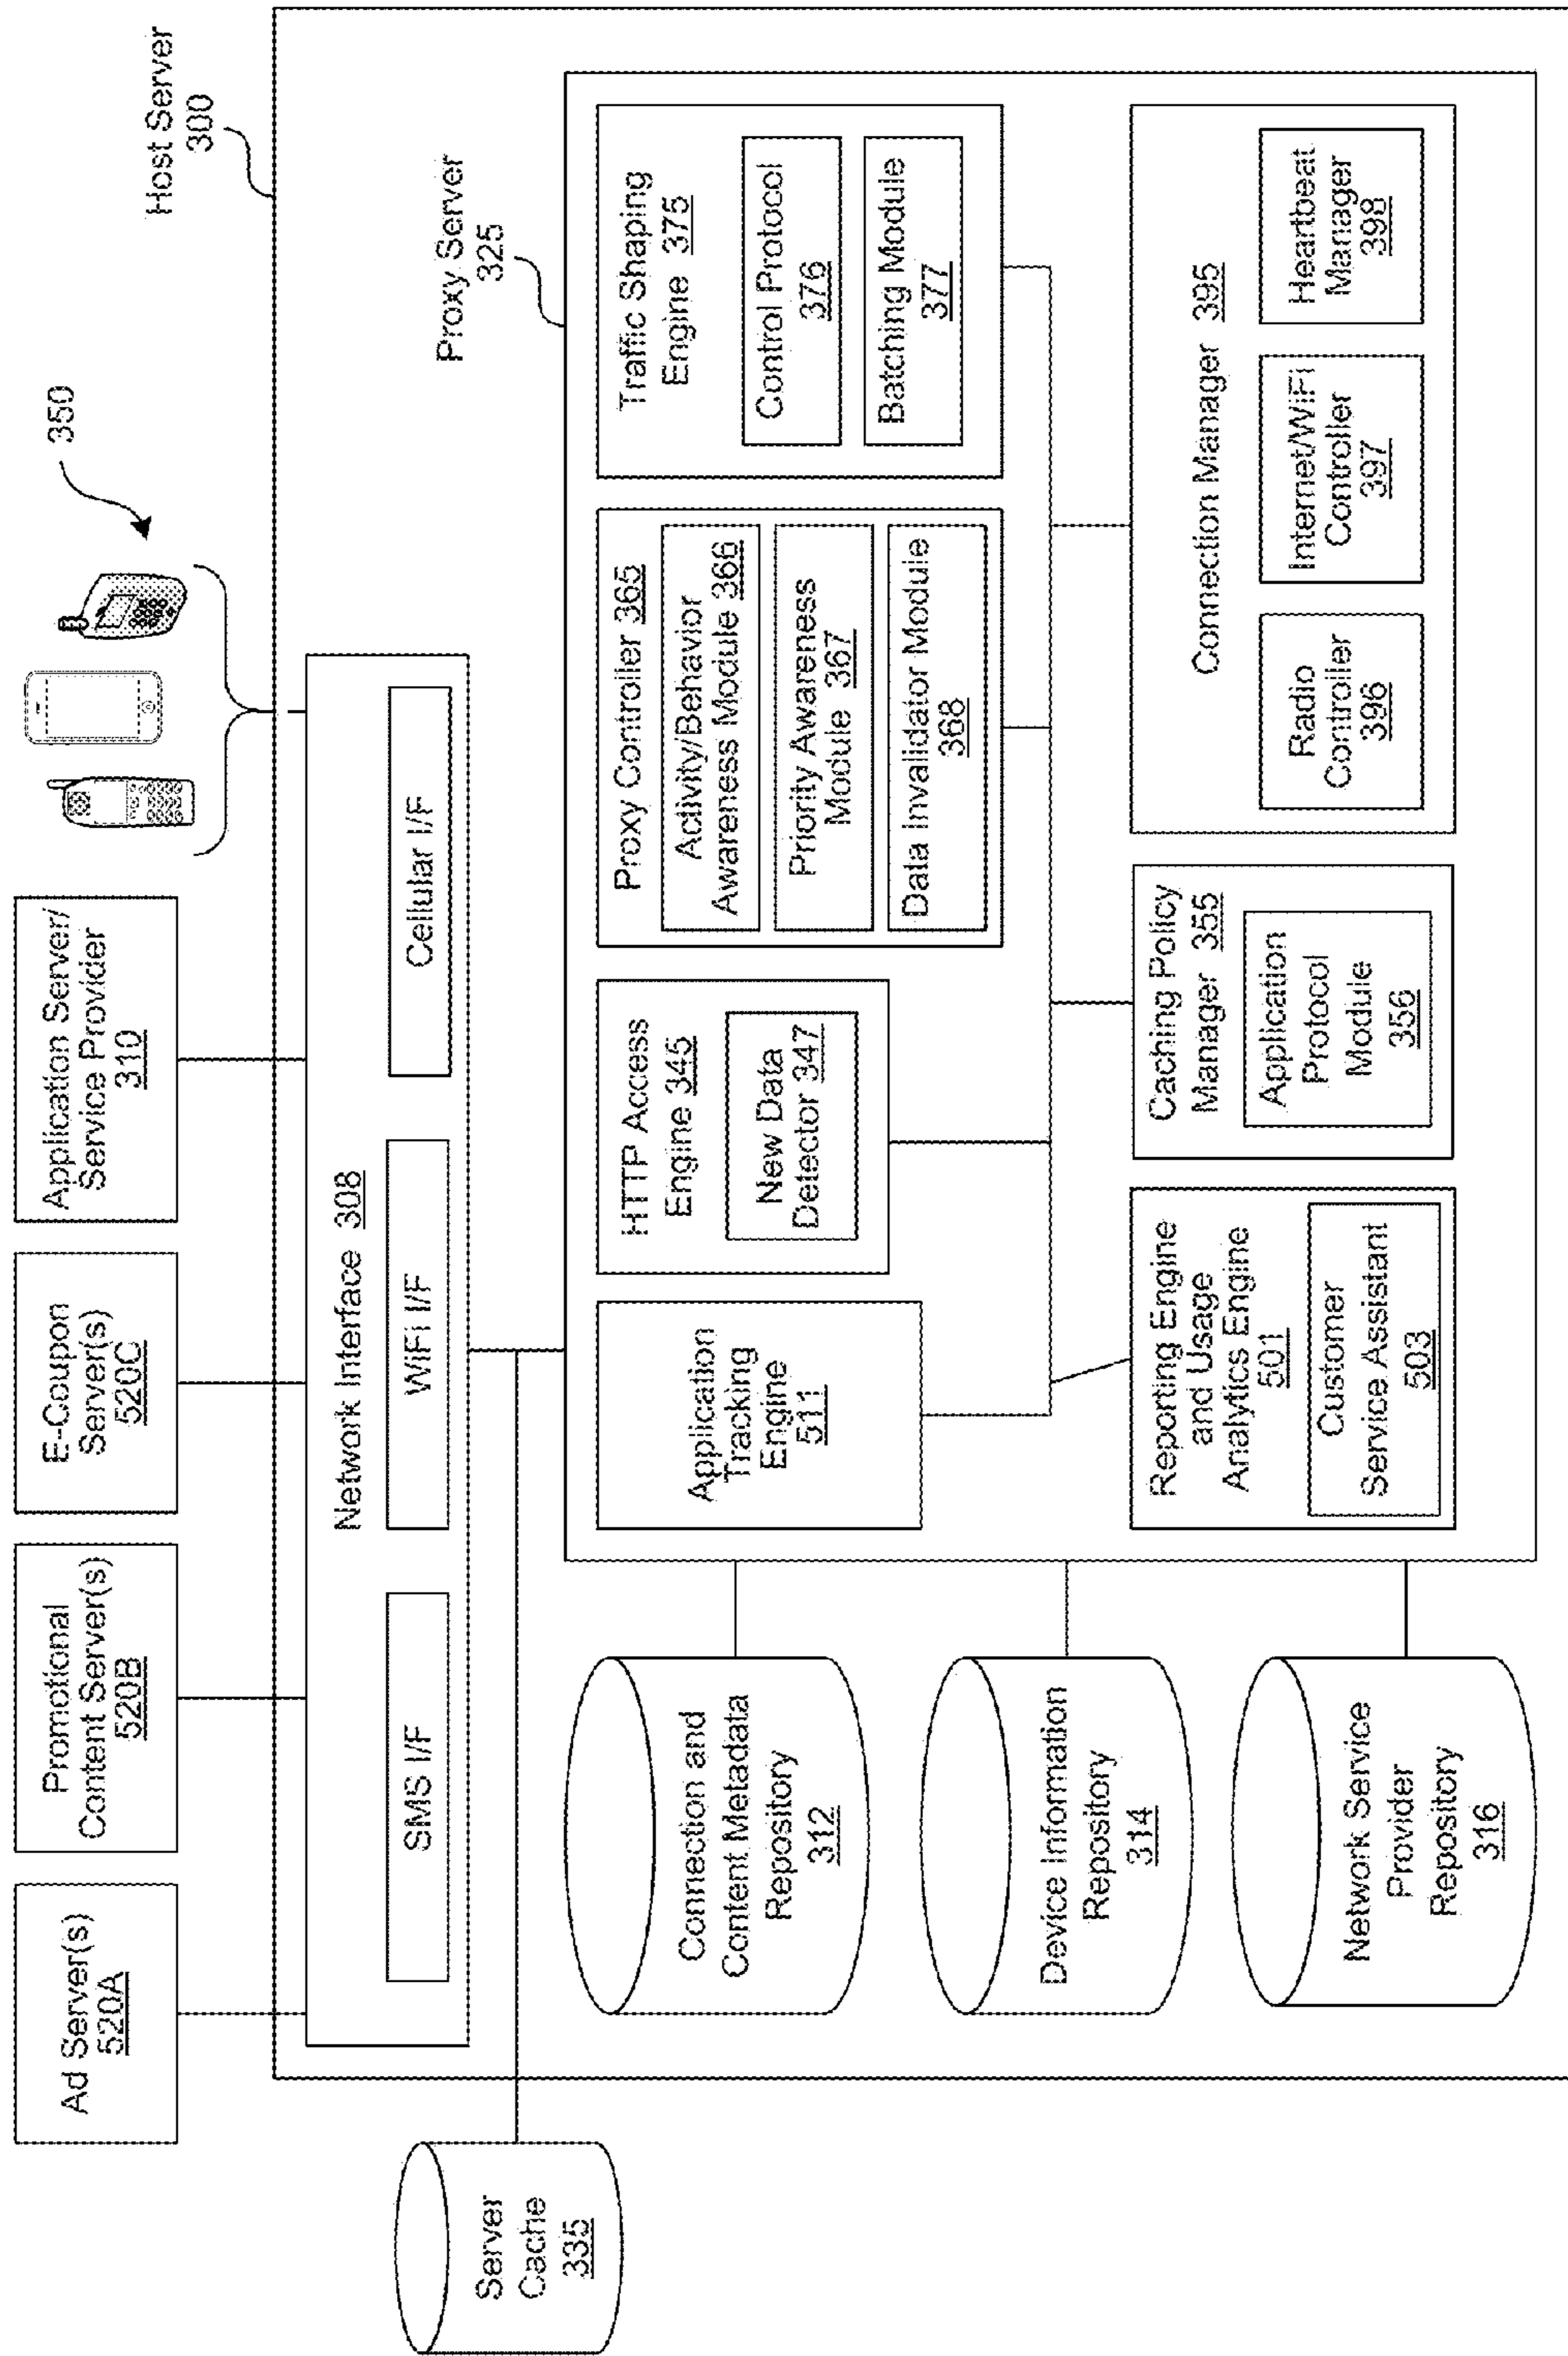 Ad Server(s)
520A
Promotional
Content Server(s)
520B
E-Coupon
Server(s)
520C
Application Server/
Service Provider
310
350
Host Server
300
Network Interface 308
SMS I/F
WiFi I/F
Cellular I/F
Server
Cache
335
Proxy Server
325
Connection and
Content Metadata
Repository
312
Device Information
Repository
314
Network Service
Provider
Repository
316
Application
Tracking
Engine
511
HTTP Access
Engine 345
New Data
Detector 347
Proxy Controller 365
Activity/Behavior
Awareness Module 366
Priority Awareness
Module 367
Data Invalidator Module
368
Traffic Shaping
Engine 375
Control Protocol
376
Batching Module
377
Reporting Engine
and Usage
Analytics Engine
501
Customer
Service Assistant
503
Caching Policy
Manager 355
Application
Protocol
Module
356
Connection Manager 395
Radio
Controller
396
Internet/WiFi
Controller
397
Heartbeat
Manager
398